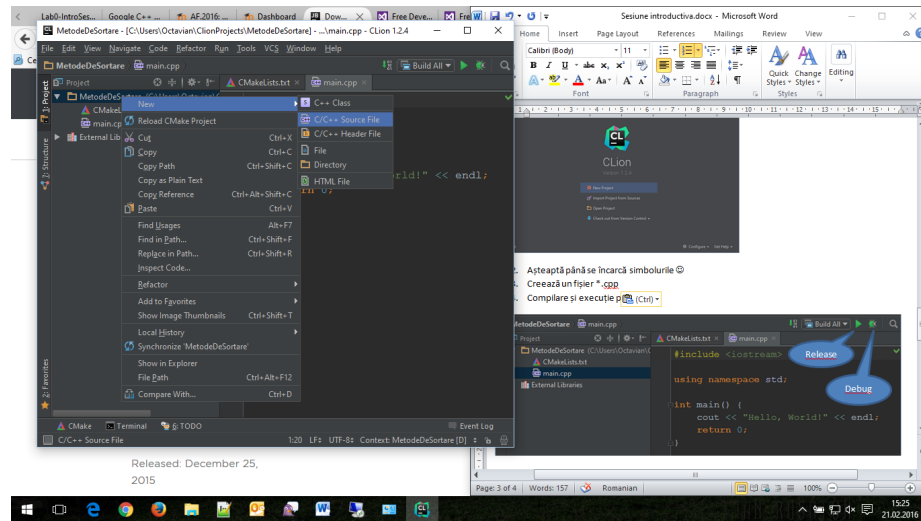 Lab0-IntroSes...
Google C++ ...
AF.2016: ...
Dashboard
Dow...
Free Deve...
Fre
MetodeDeSortare - [C:\Users\Octavian\ClionProjects\MetodeDeSortare] - ...\main.cpp - CLion 1.2.4
File Edit View Navigate Code Refactor Run Tools VCS Window Help
MetodeDeSortare main.cpp
Build All
1: Project
Project
CMakeLists.txt
main.cpp
MetodeDeSortare
CMakeL
main.cp
External Lib
2: Structure
2: Favorites
New
Reload CMake Project
Cut Ctrl+X
Copy Ctrl+C
Copy Path Ctrl+Shift+C
Copy as Plain Text
Copy Reference Ctrl+Alt+Shift+C
Paste Ctrl+V
Find Usages Alt+F7
Find in Path... Ctrl+Shift+F
Replace in Path... Ctrl+Shift+R
Inspect Code...
Refactor
Add to Favorites
Show Image Thumbnails Ctrl+Shift+T
Local History
Synchronize 'MetodeDeSortare'
Show in Explorer
File Path Ctrl+Alt+F12
Compare With... Ctrl+D
C++ Class
C/C++ Source File
C/C++ Header File
File
Directory
HTML File
rld!" << endl;
rn 0;
CMake Terminal 6: TODO
Event Log
C/C++ Source File
1:20 LF÷ UTF-8÷ Context: MetodeDeSortare [D]
Released: December 25,
2015
Sesiune introductiva.docx - Microsoft Word
Home Insert Page Layout References Mailings Review View
Calibri (Body) 11
Quick Styles
Change Styles
Editing
Font Paragraph Styles
CLion
Version 1.2.4
New Project
Import Project from Sources
Open Project
Check out from Version Control
Configure Get Help
Așteaptă până se încarcă simbolurile ☺
Creează un fișier *.cpp
Compilare și execuție p (Ctrl)
MetodeDeSortare main.cpp
Build All
Project
CMakeLists.txt
main.cpp
MetodeDeSortare (C:\Users\Octavian\C
CMakeLists.txt
main.cpp
External Libraries
#include <iostream>
using namespace std;
int main() {
cout << "Hello, World!" << endl;
return 0;
}
Release
Debug
Page: 3 of 4 Words: 157 Romanian 100%
15:25
21.02.2016